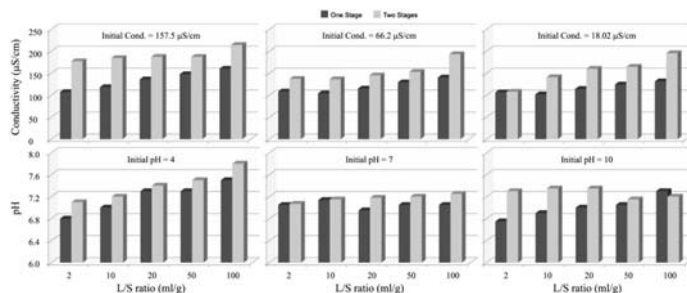 One Stage Two Stages
250 200 150 100 50 0
Conductivity (μS/cm)
Initial Cond. = 157.5 μS/cm Initial Cond. = 66.2 μS/cm Initial Cond. = 18.02 μS/cm
8.0 7.6 7.2 6.8 6.4 6.0
pH
Initial pH = 4 Initial pH = 7 Initial pH = 10
2 10 20 50 100 2 10 20 50 100 2 10 20 50 100
L/S ratio (ml/g) L/S ratio (ml/g) L/S ratio (ml/g)